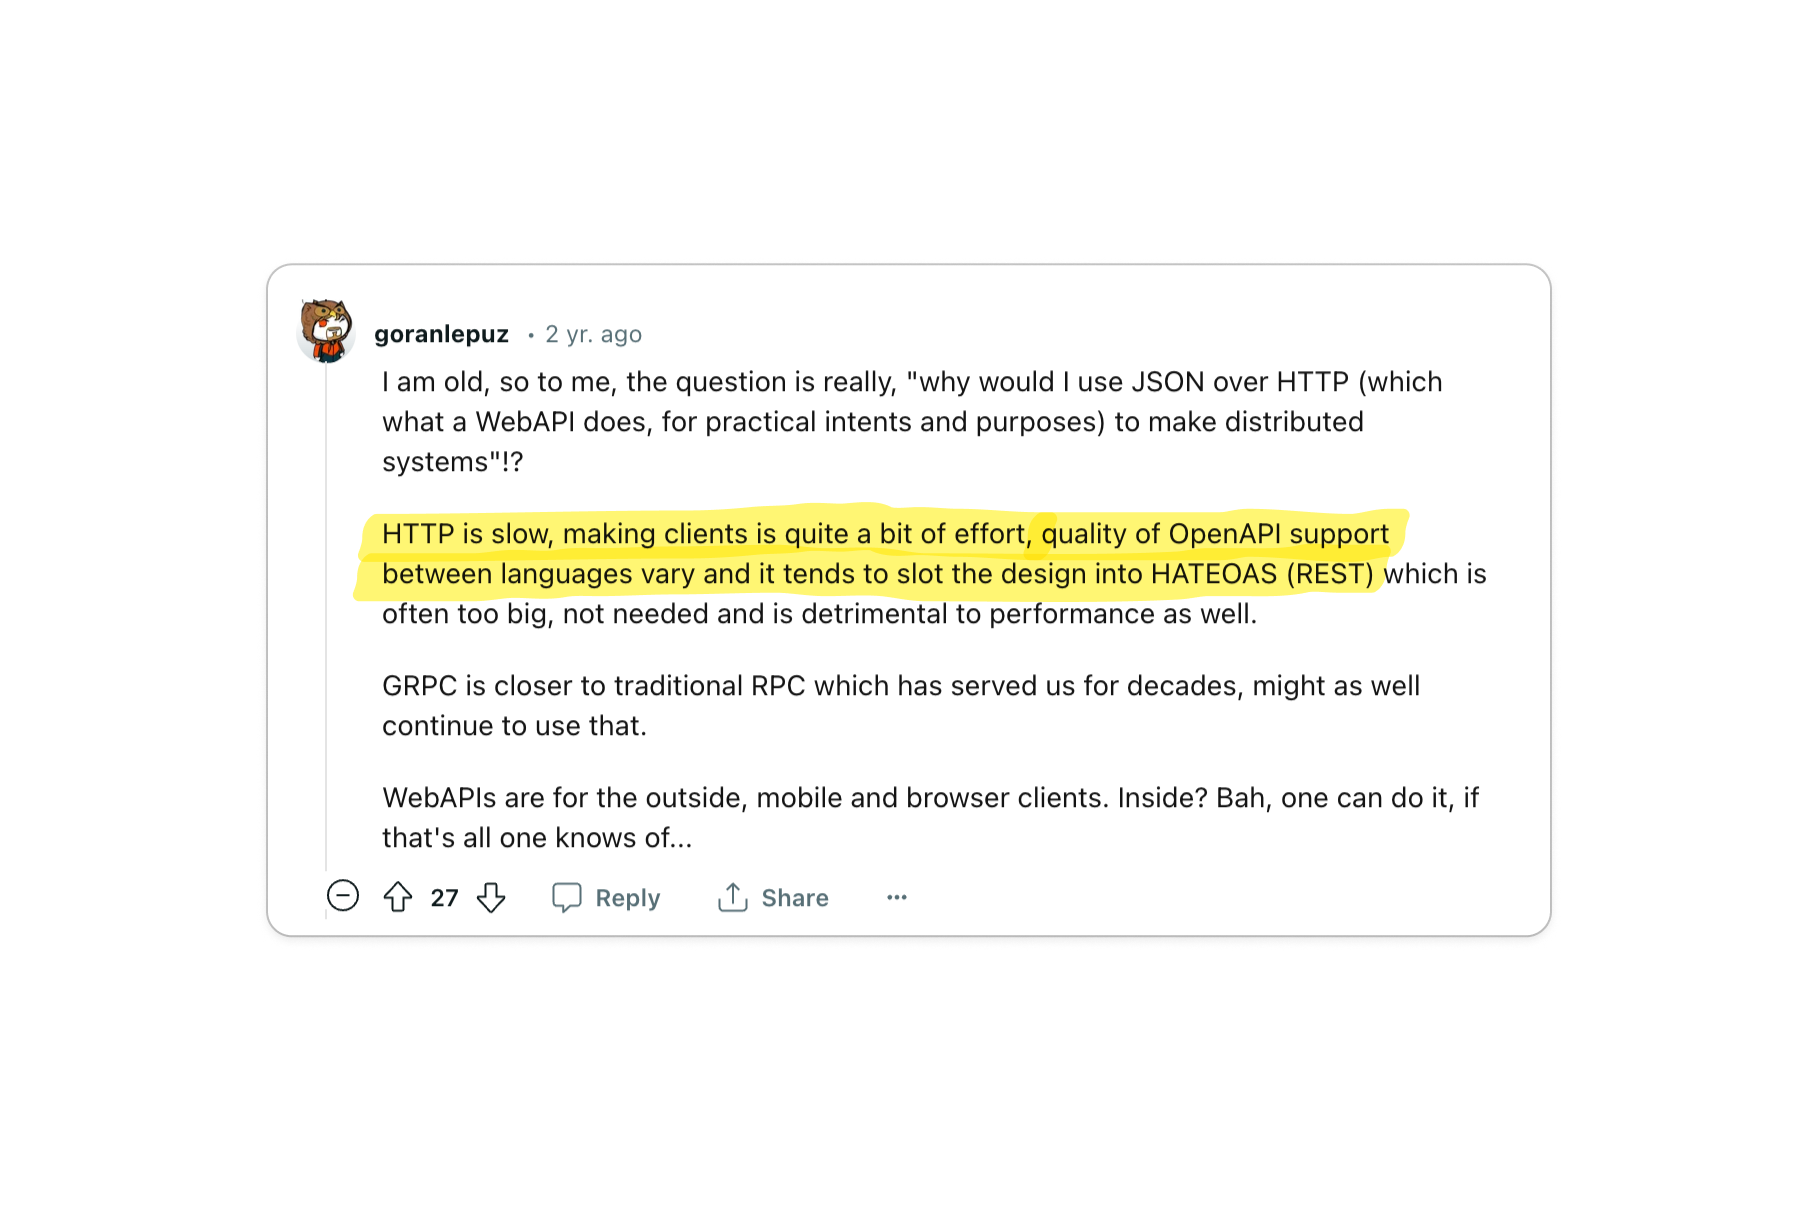 goranlepuz • 2 yr. ago
I am old, so to me, the question is really, "why would I use JSON over HTTP (which
what a WebAPI does, for practical intents and purposes) to make distributed
systems"!?
HTTP is slow, making clients is quite a bit of effort, quality of OpenAPI support
between languages vary and it tends to slot the design into HATEOAS (REST) which is
often too big, not needed and is detrimental to performance as well.
GRPC is closer to traditional RPC which has served us for decades, might as well
continue to use that.
WebAPIs are for the outside, mobile and browser clients. Inside? Bah, one can do it, if
that's all one knows of...
27 Reply Share ...